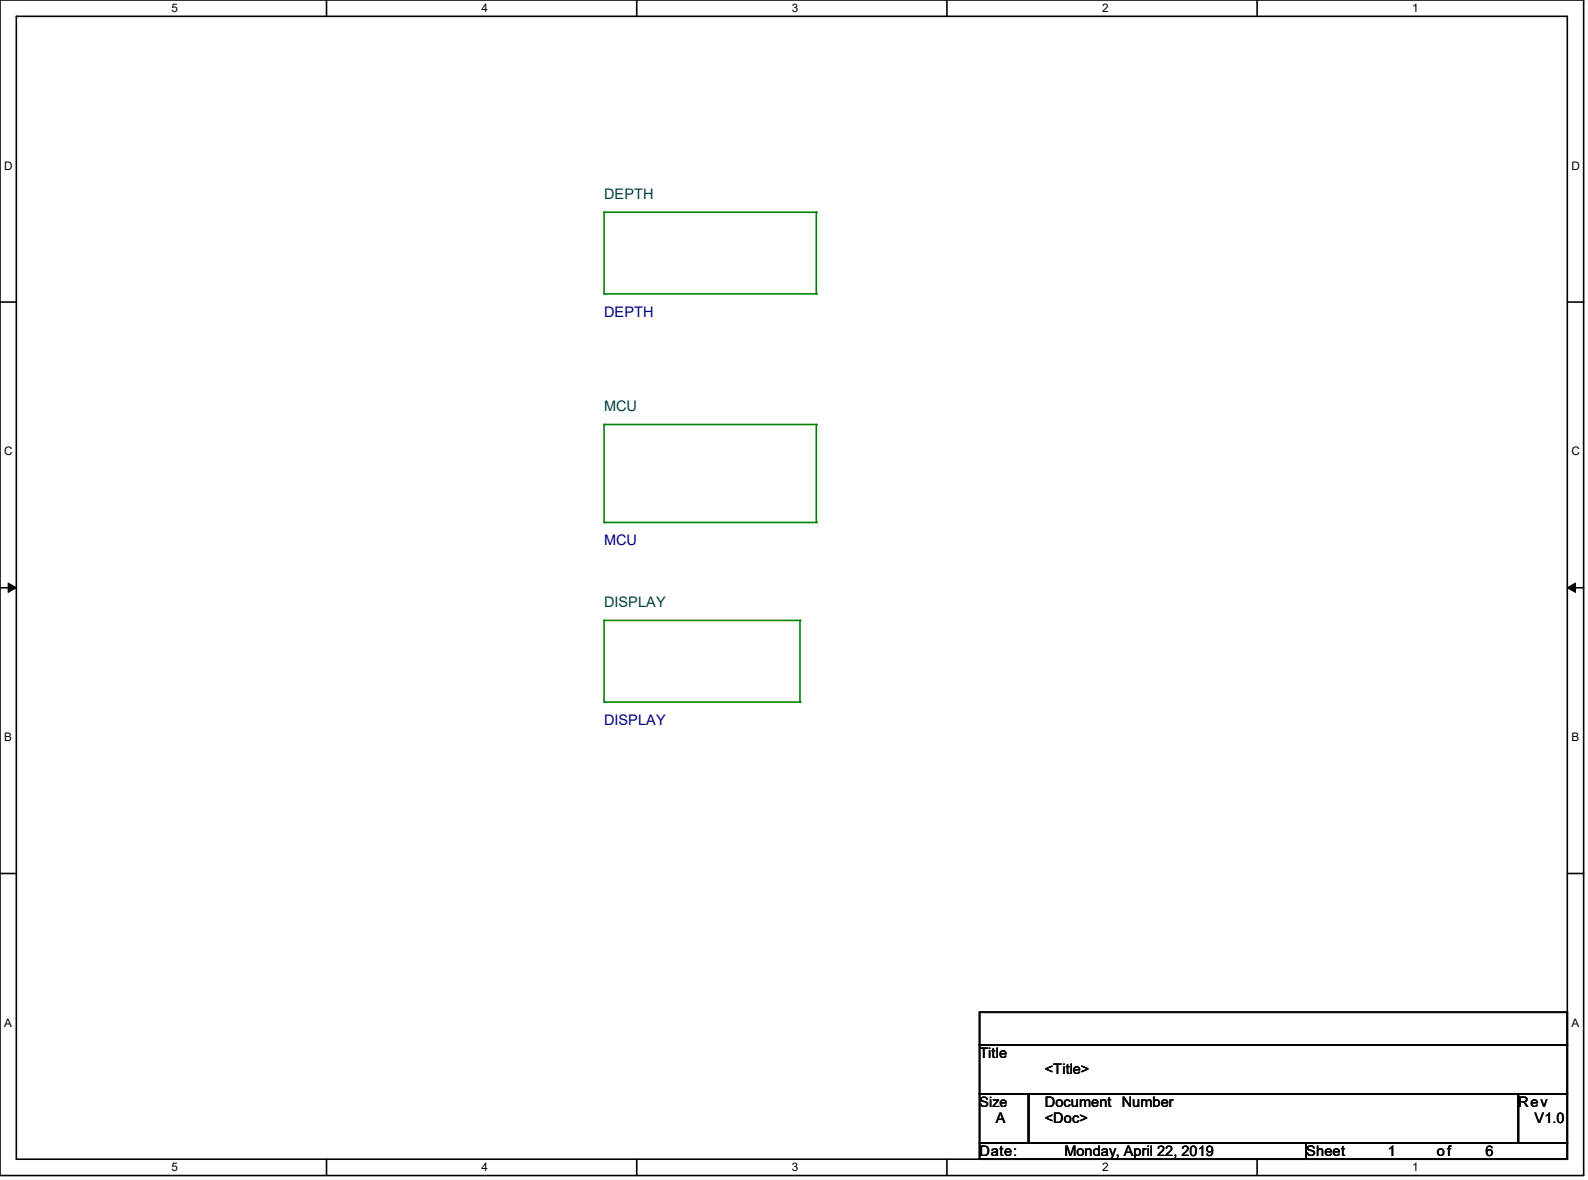 5 4 3 2 1
D D
DEPTH
DEPTH
MCU
C C
MCU
DISPLAY
DISPLAY
B B
A A
Title
<Title>
Size Document Number Rev
A <Doc> V1.0
Date: Monday, April 22, 2019 Sheet 1 of 6
5 4 3 2 1